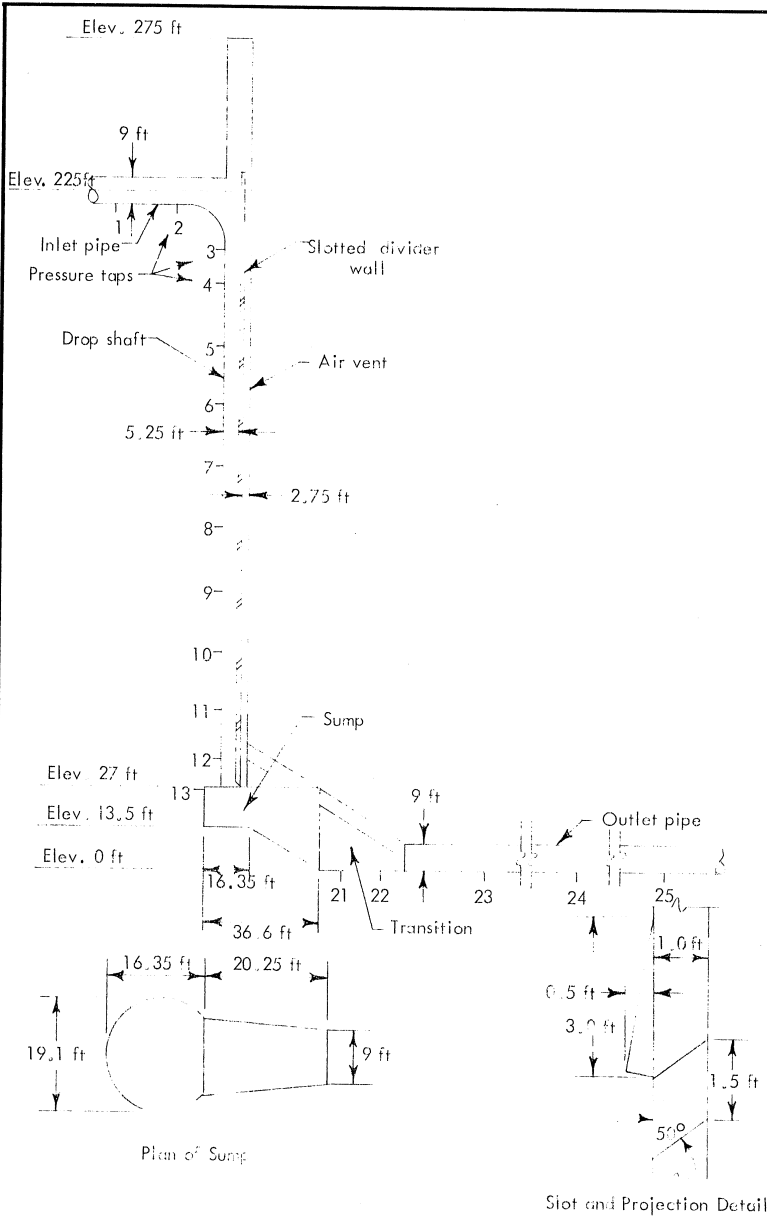 Elev. 275 ft
9 ft
Elev. 225ft
1
2
Inlet pipe
3
Slotted divider
wall
Pressure taps
4
Drop shaft
5
Air vent
6
5.25 ft
7
2.75 ft
8
9
10
11
Sump
12
Elev. 27 ft
13
9 ft
Elev. 13.5 ft
Outlet pipe
Elev. 0 ft
16.35 ft
21
22
23
24
25
36.6 ft
Transition
1.0 ft
16.35 ft
20.25 ft
0.5 ft
3.0 ft
19.1 ft
9 ft
1.5 ft
50°
Plan of Sump
Slot and Projection Detail